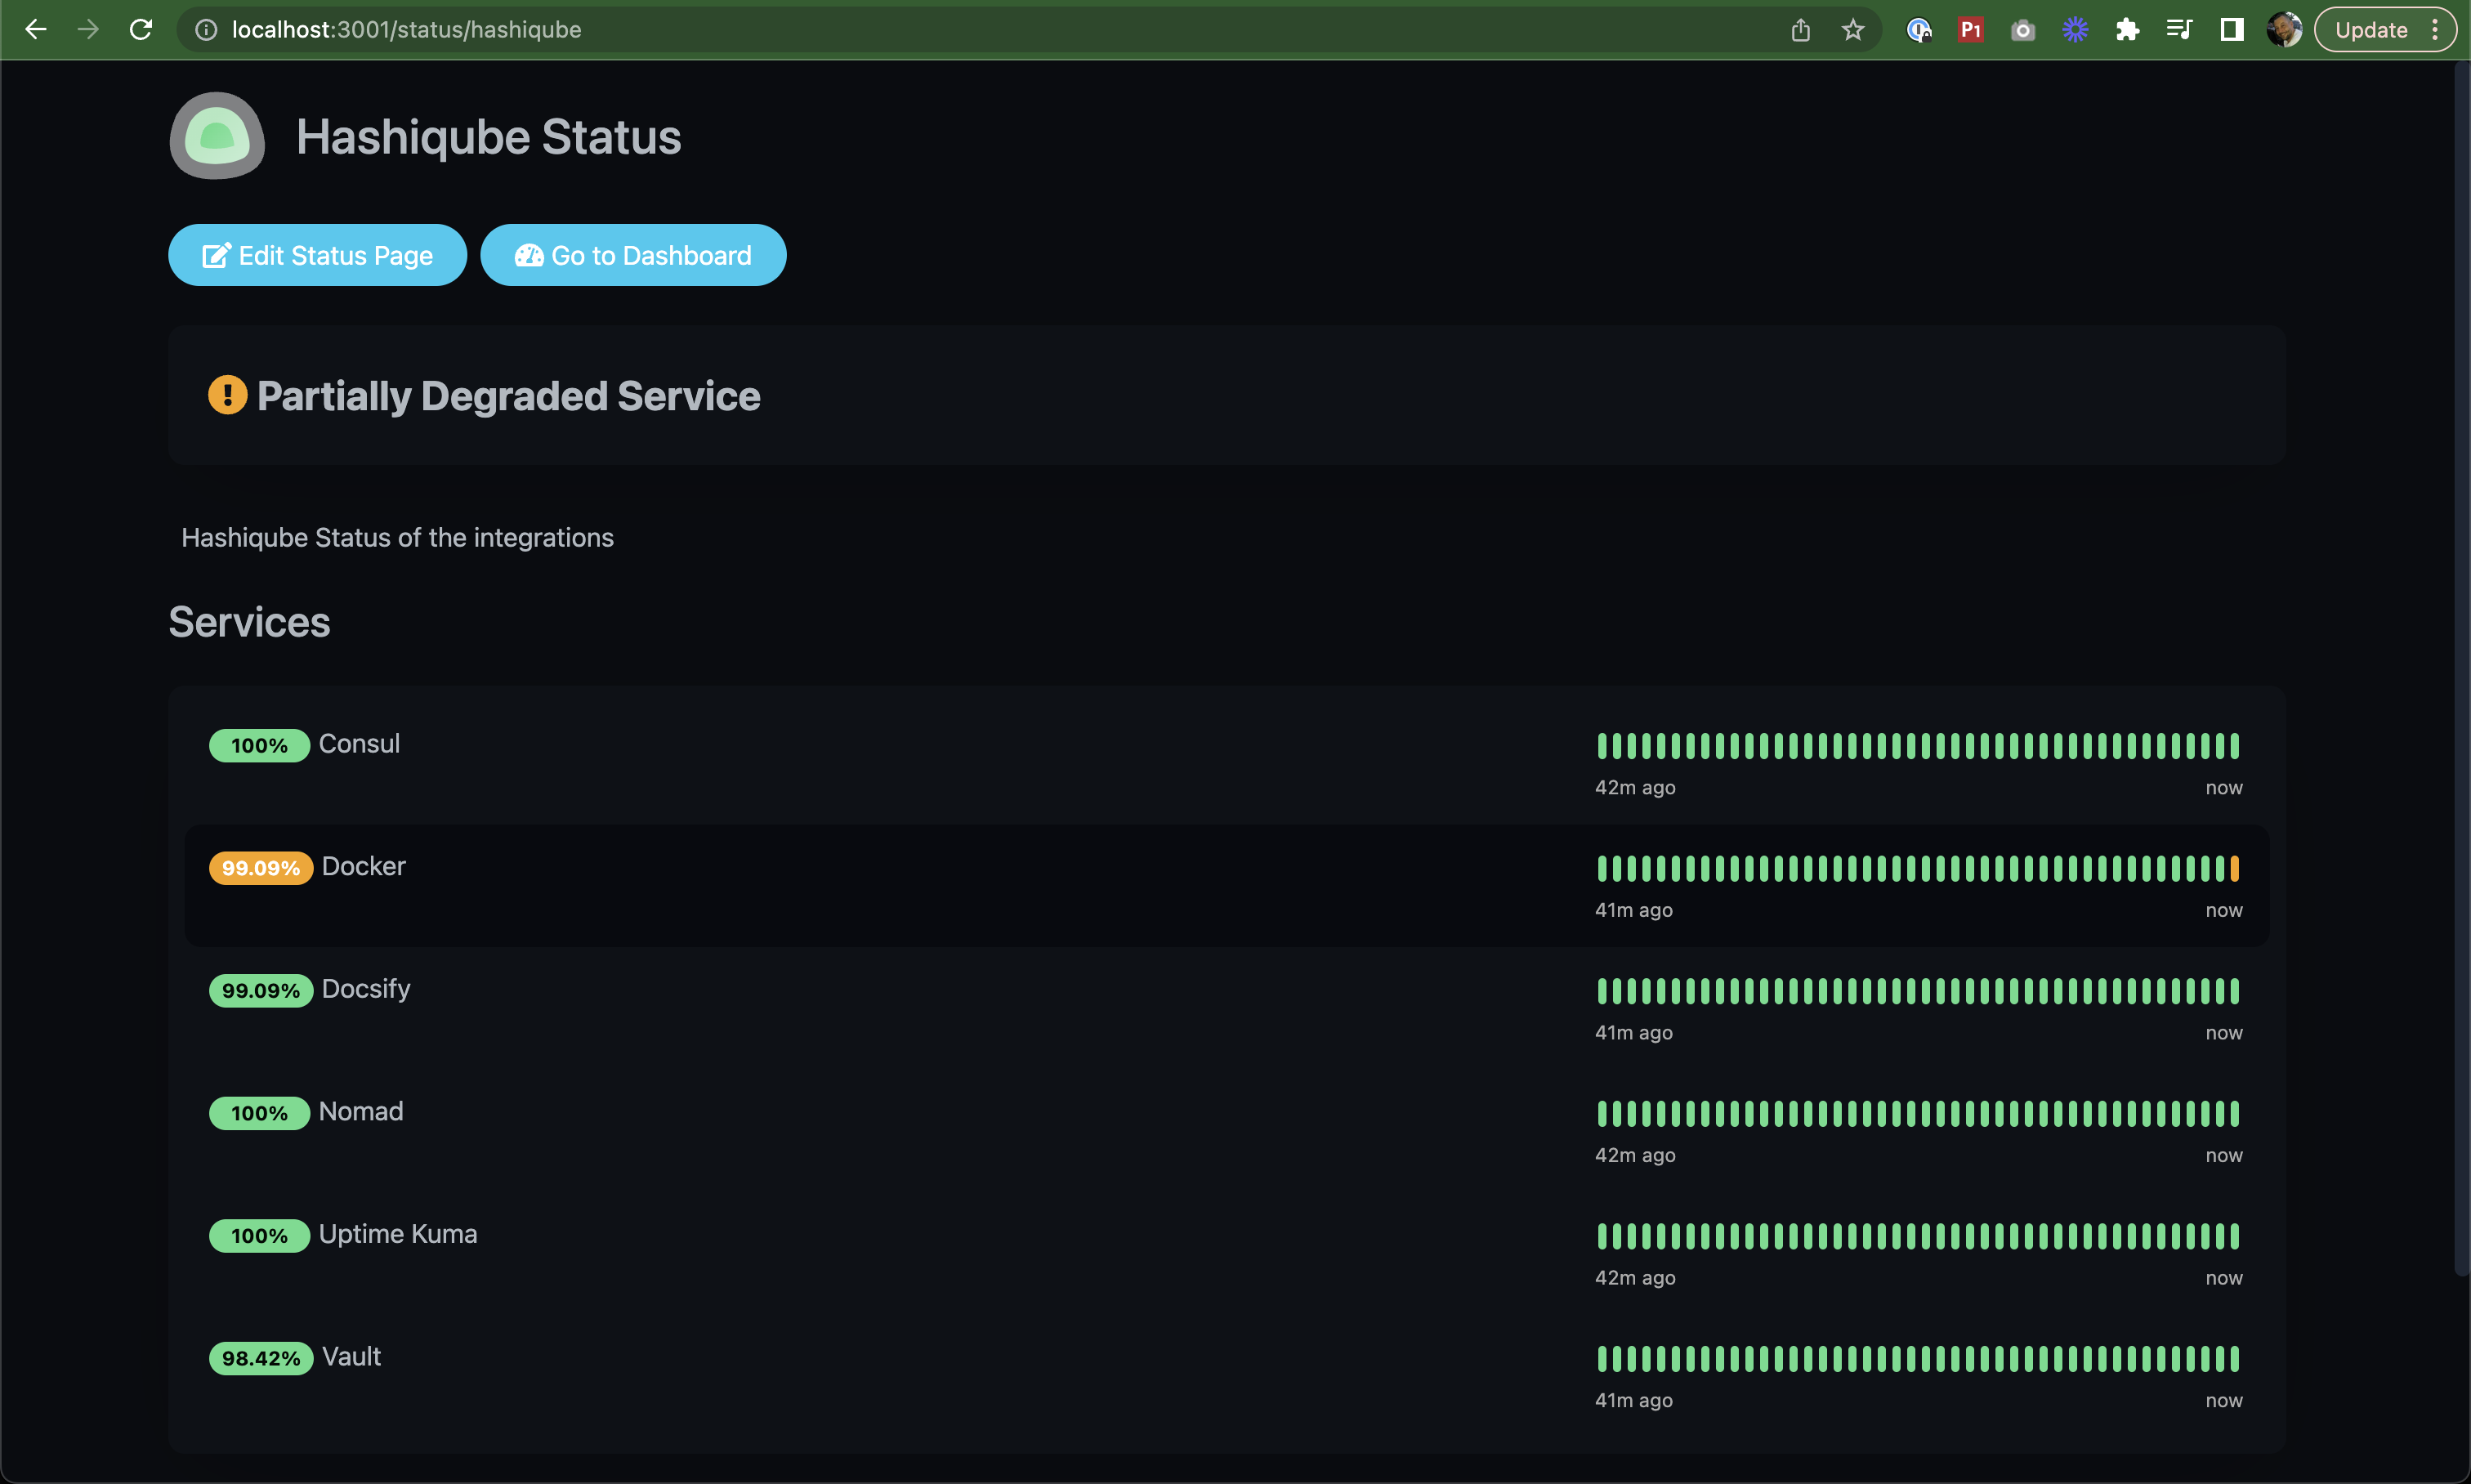 localhost:3001/status/hashiqube
P1
Update
Hashiqube Status
Edit Status Page
Go to Dashboard
Partially Degraded Service
Hashiqube Status of the integrations
Services
100% Consul
42m ago now
99.09% Docker
41m ago now
99.09% Docsify
41m ago now
100% Nomad
42m ago now
100% Uptime Kuma
42m ago now
98.42% Vault
41m ago now